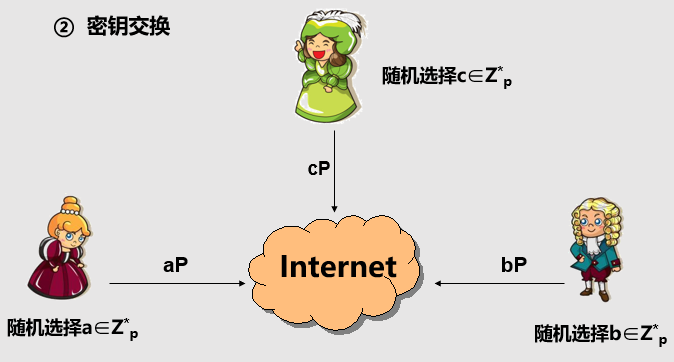 ② 密钥交换
随机选择c∈Z*p
cP
Internet
aP
bP
随机选择a∈Z*p
随机选择b∈Z*p